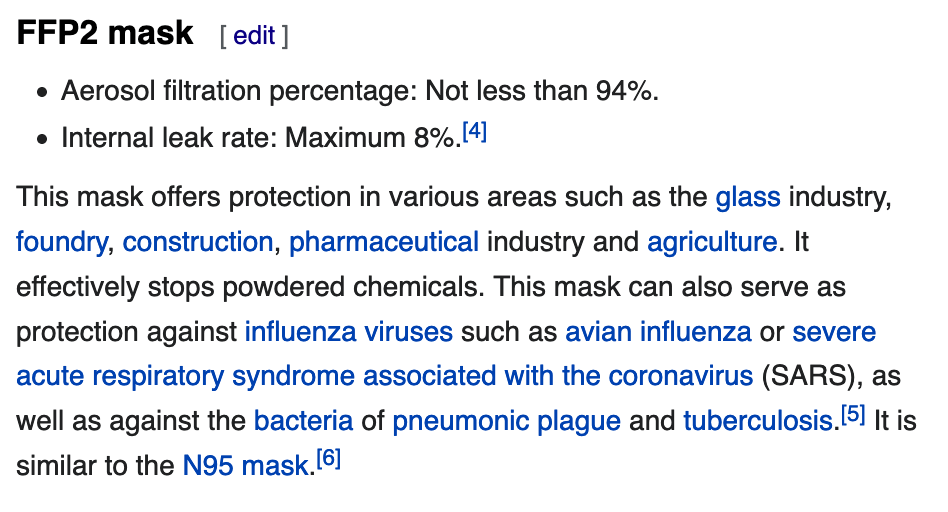 FFP2 mask [ edit ]
• Aerosol filtration percentage: Not less than 94%.
• Internal leak rate: Maximum 8%.[4]
This mask offers protection in various areas such as the glass industry,
foundry, construction, pharmaceutical industry and agriculture. It
effectively stops powdered chemicals. This mask can also serve as
protection against influenza viruses such as avian influenza or severe
acute respiratory syndrome associated with the coronavirus (SARS), as
well as against the bacteria of pneumonic plague and tuberculosis.[5] It is
similar to the N95 mask.[6]